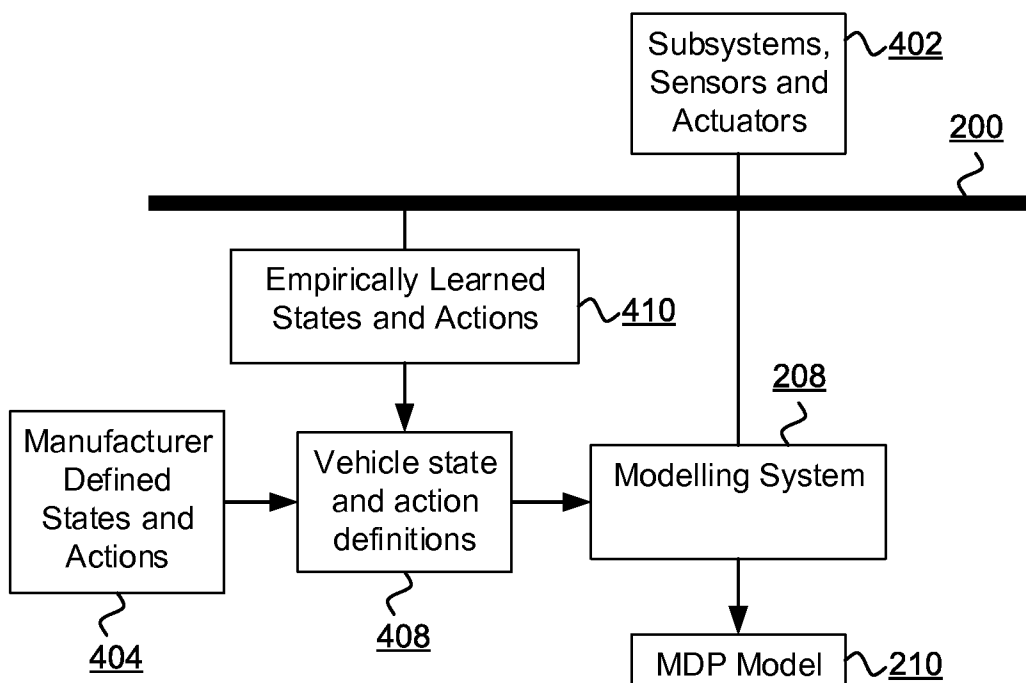 Subsystems,
Sensors and
Actuators
402
200
Empirically Learned
States and Actions
410
208
Manufacturer
Defined
States and
Actions
404
Vehicle state
and action
definitions
408
Modelling System
MDP Model
210